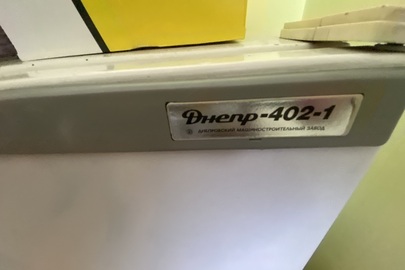 Днепр-402-1
ДНЕПРОВСКИЙ МАШИНОСТРОИТЕЛЬНЫЙ ЗАВОД